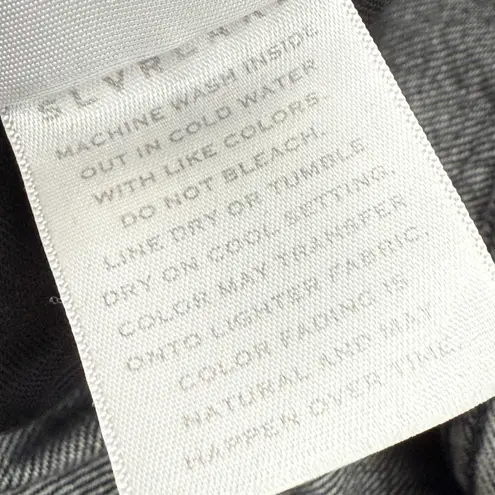 MACHINE WASH INSIDE
OUT IN COLD WATER
WITH LIKE COLORS.
DO NOT BLEACH.
LINE DRY OR TUMBLE
DRY ON COOL SETTING.
COLOR MAY TRANSFER
ONTO LIGHTER FABRIC.
COLOR FADING IS
NATURAL AND MAY
HAPPEN OVER TIME.